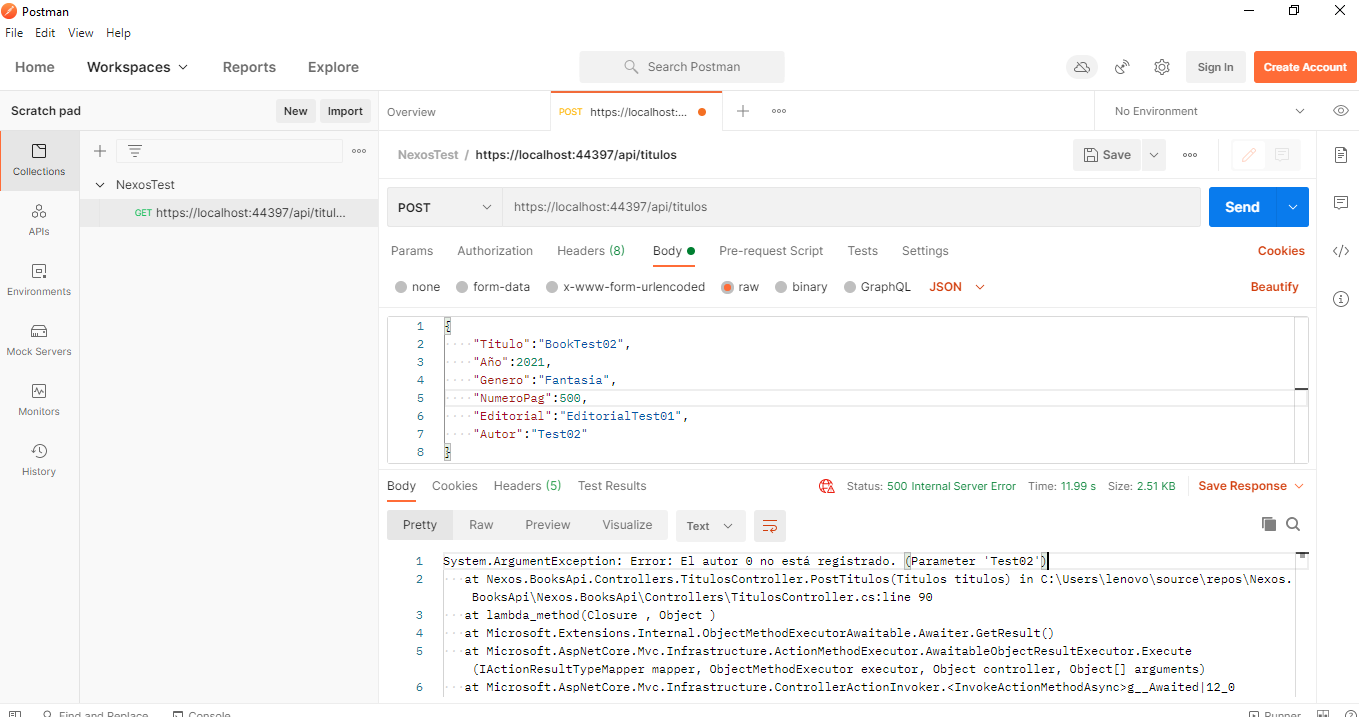 Postman
File Edit View Help
Home Workspaces Reports Explore Search Postman Sign In Create Account
Scratch pad New Import Overview POST https://localhost:... No Environment
Collections
APIs
Environments
Mock Servers
Monitors
History
NexosTest
GET https://localhost:44397/api/titul...
NexosTest / https://localhost:44397/api/titulos Save
POST https://localhost:44397/api/titulos Send
Params Authorization Headers (8) Body Pre-request Script Tests Settings Cookies
none form-data x-www-form-urlencoded raw binary GraphQL JSON Beautify
1 {
2 "Titulo":"BookTest02",
3 "Año":2021,
4 "Genero":"Fantasia",
5 "NumeroPag":500,
6 "Editorial":"EditorialTest01",
7 "Autor":"Test02"
8 }
Body Cookies Headers (5) Test Results Status: 500 Internal Server Error Time: 11.99 s Size: 2.51 KB Save Response
Pretty Raw Preview Visualize Text
1 System.ArgumentException: Error: El autor 0 no está registrado. (Parameter 'Test02')
2 at Nexos.BooksApi.Controllers.TitulosController.PostTitulos(Titulos titulos) in C:\Users\lenovo\source\repos\Nexos.
BooksApi\Nexos.BooksApi\Controllers\TitulosController.cs:line 90
3 at lambda_method(Closure , Object )
4 at Microsoft.Extensions.Internal.ObjectMethodExecutorAwaitable.Awaiter.GetResult()
5 at Microsoft.AspNetCore.Mvc.Infrastructure.ActionMethodExecutor.AwaitableObjectResultExecutor.Execute
(IActionResultTypeMapper mapper, ObjectMethodExecutor executor, Object controller, Object[] arguments)
6 at Microsoft.AspNetCore.Mvc.Infrastructure.ControllerActionInvoker.<InvokeActionMethodAsync>g__Awaited|12_0
Find and Replace Console Runner